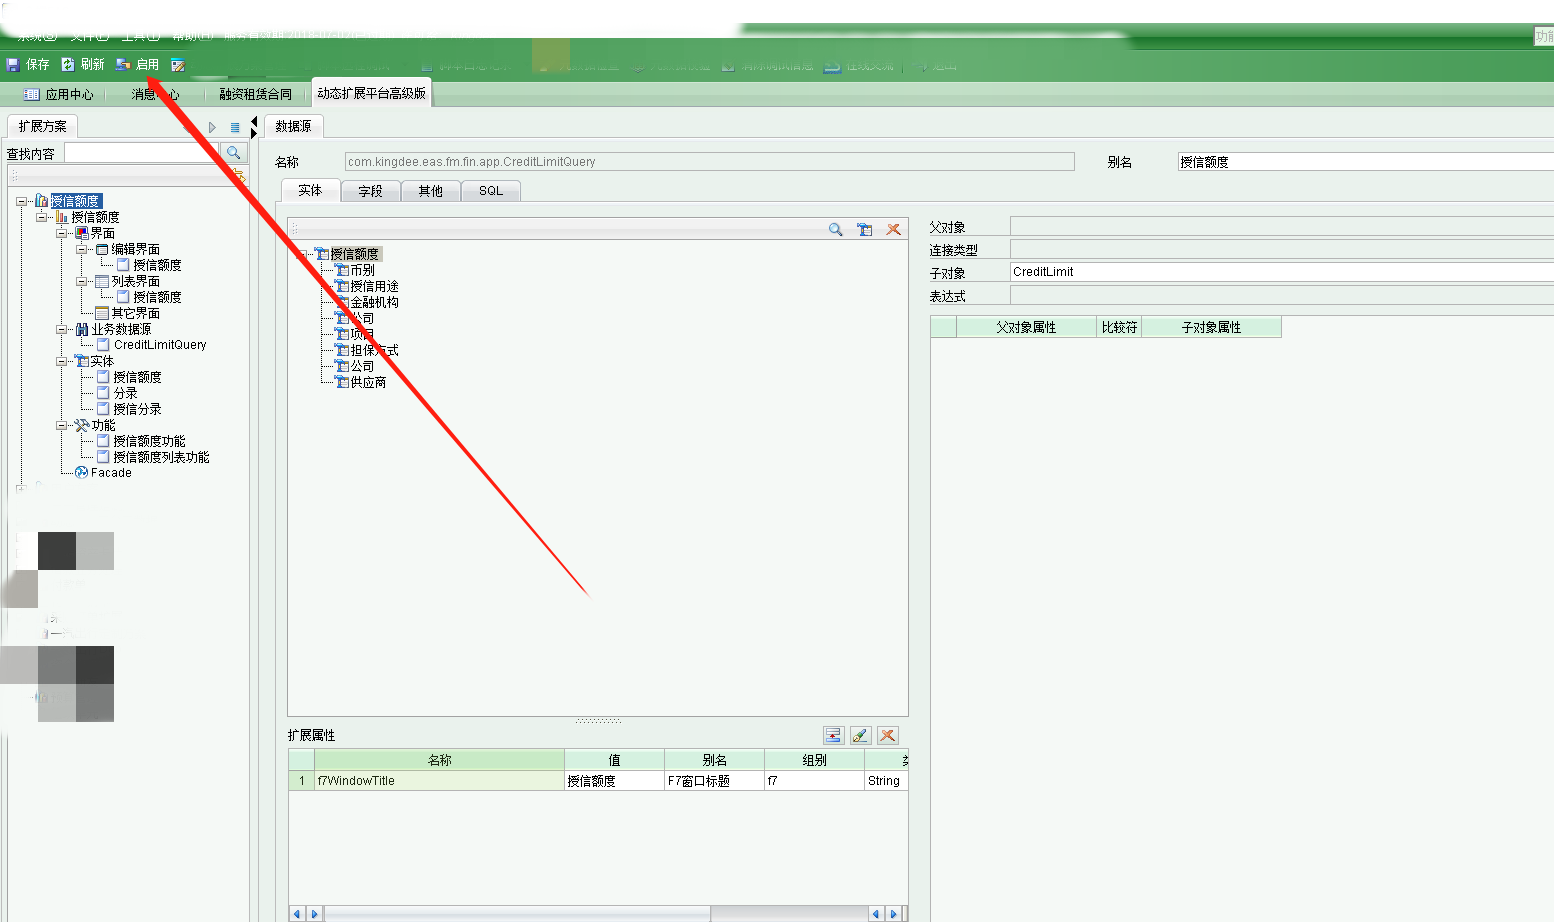 保存 刷新 启用
应用中心 消息中心 融资租赁合同 动态扩展平台高级版
扩展方案
数据源
查找内容
名称 com.kingdee.eas.fm.fin.app.CreditLimitQuery 别名 授信额度
实体 字段 其他 SQL
授信额度
授信额度
界面
编辑界面
授信额度
列表界面
授信额度
其它界面
业务数据源
CreditLimitQuery
实体
授信额度
分录
授信分录
功能
授信额度功能
授信额度列表功能
Facade
授信额度
币别
授信用途
金融机构
公司
项目
担保方式
公司
供应商
父对象
连接类型
子对象 CreditLimit
表达式
父对象属性 比较符 子对象属性
扩展属性
名称 值 别名 组别
1 f7WindowTitle 授信额度 F7窗口标题 f7 String